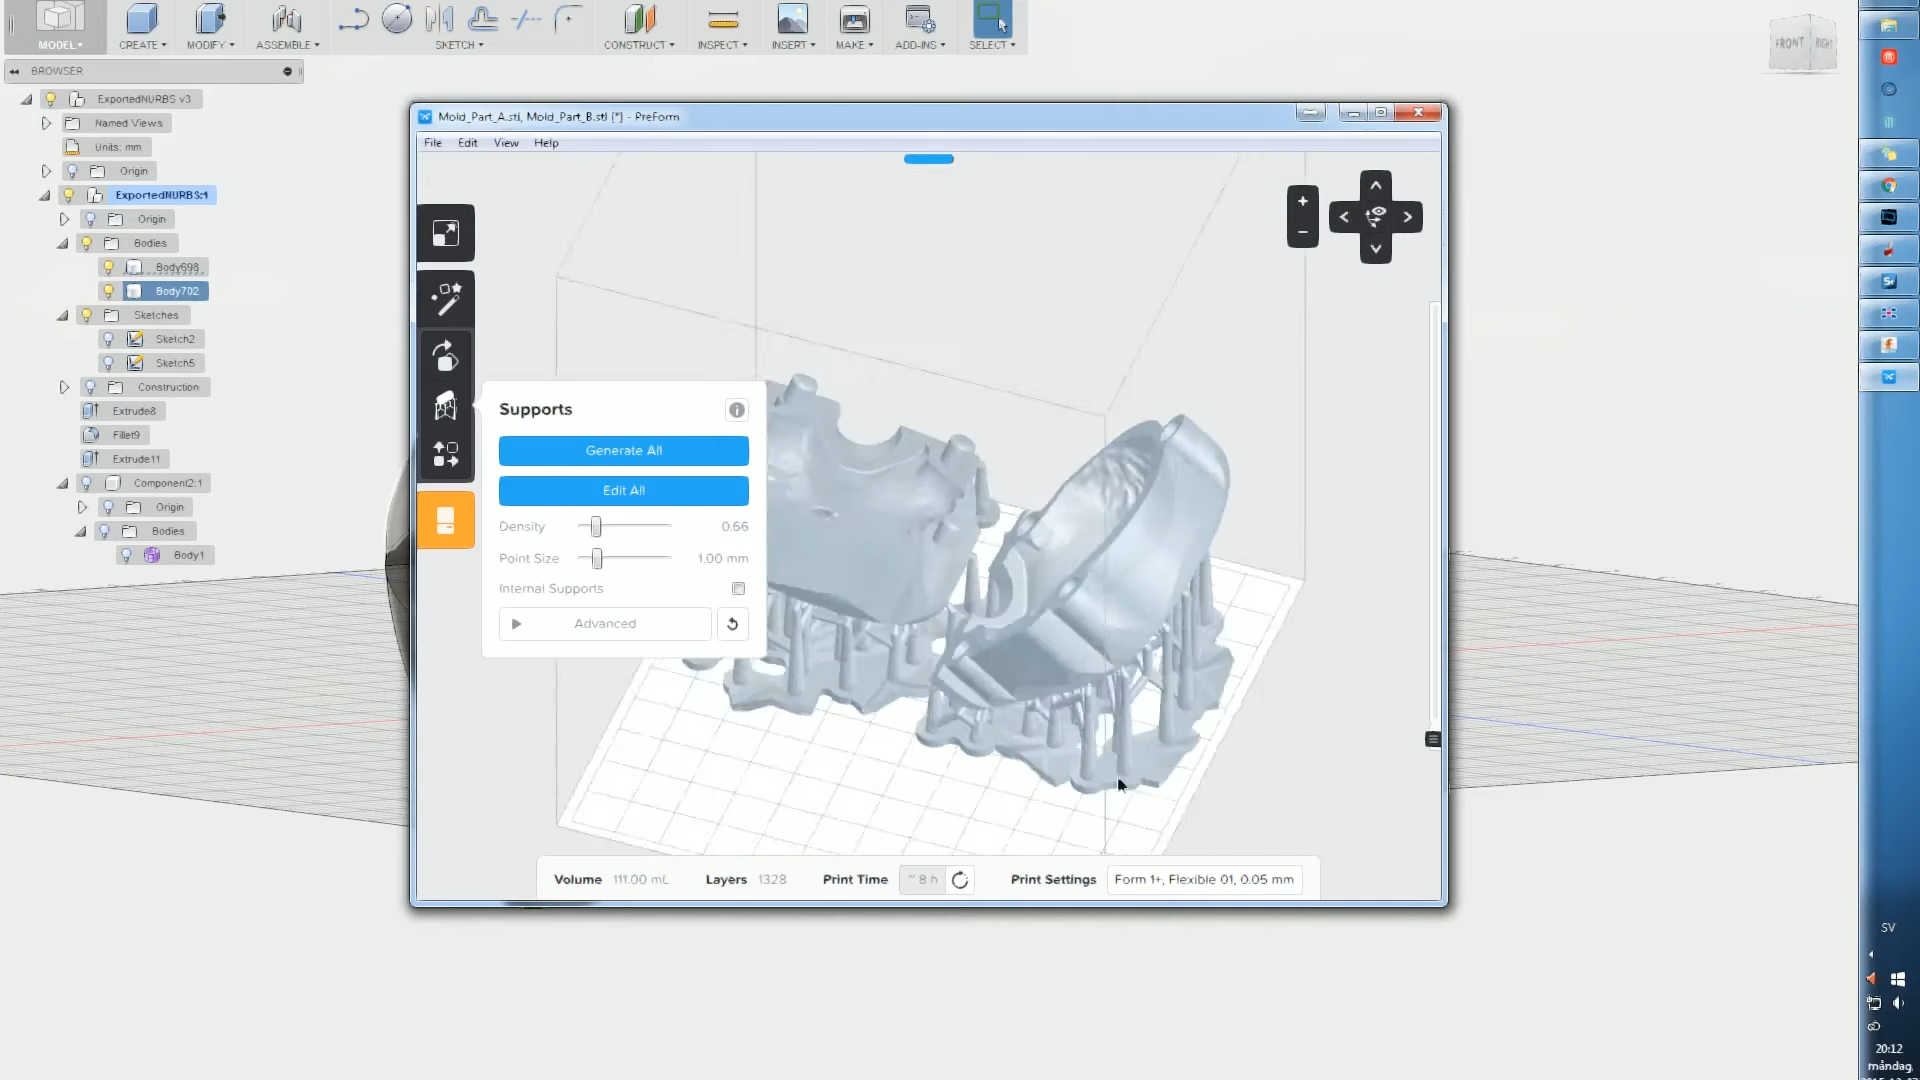 MODEL
CREATE
MODIFY
ASSEMBLE
SKETCH
CONSTRUCT
INSPECT
INSERT
MAKE
ADD-INS
SELECT
FRONT
RIGHT
BROWSER
ExportedNURBS v3
Named Views
Units: mm
Origin
ExportedNURBS:1
Origin
Bodies
Body698
Body702
Sketches
Sketch2
Sketch5
Construction
Extrude8
Fillet9
Extrude11
Component2:1
Origin
Bodies
Body1
Mold_Part_A.stl, Mold_Part_B.stl (*) - PreForm
File Edit View Help
Supports
Generate All
Edit All
Density 0.66
Point Size 1.00 mm
Internal Supports
Advanced
Volume 111.00 mL Layers 1328 Print Time ~ 8 h Print Settings Form 1+, Flexible 01, 0.05 mm
SV
20:12
måndag